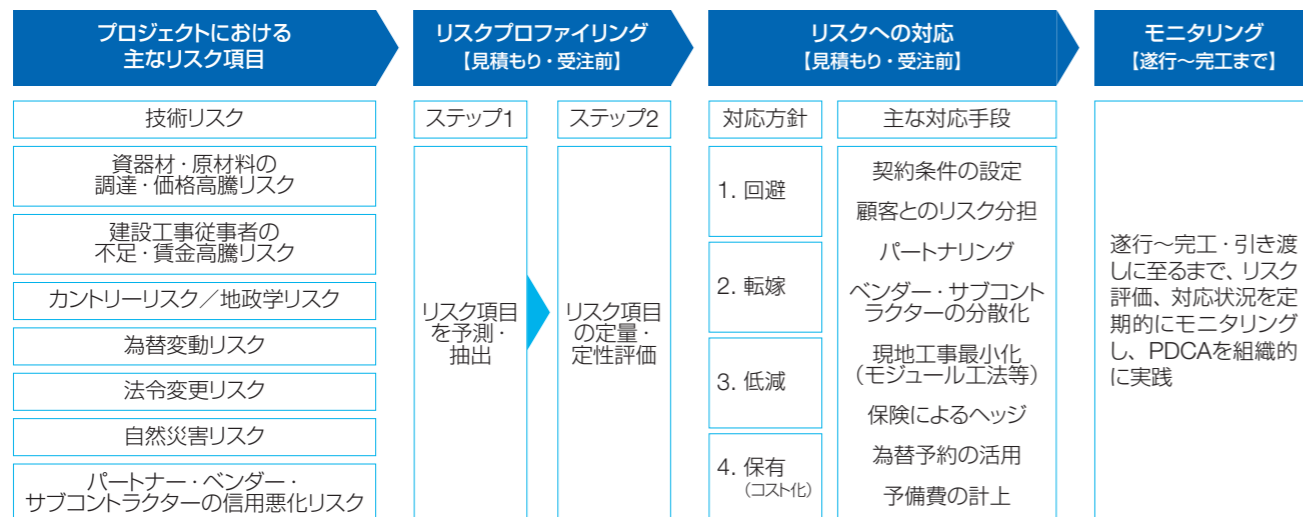 プロジェクトにおける
主なリスク項目
技術リスク
資器材・原材料の
調達・価格高騰リスク
建設工事従事者の
不足・賃金高騰リスク
カントリーリスク／地政学リスク
為替変動リスク
法令変更リスク
自然災害リスク
パートナー・ベンダー・
サブコントラクターの信用悪化リスク
リスクプロファイリング
【見積もり・受注前】
ステップ1
リスク項目
を予測・
抽出
ステップ2
リスク項目
の定量・
定性評価
リスクへの対応
【見積もり・受注前】
対応方針
1. 回避
2. 転嫁
3. 低減
4. 保有
（コスト化）
主な対応手段
契約条件の設定
顧客とのリスク分担
パートナリング
ベンダー・サブコント
ラクターの分散化
現地工事最小化
（モジュール工法等）
保険によるヘッジ
為替予約の活用
予備費の計上
モニタリング
【遂行～完工まで】
遂行～完工・引き渡
しに至るまで、リスク
評価、対応状況を定
期的にモニタリング
し、PDCAを組織的
に実践